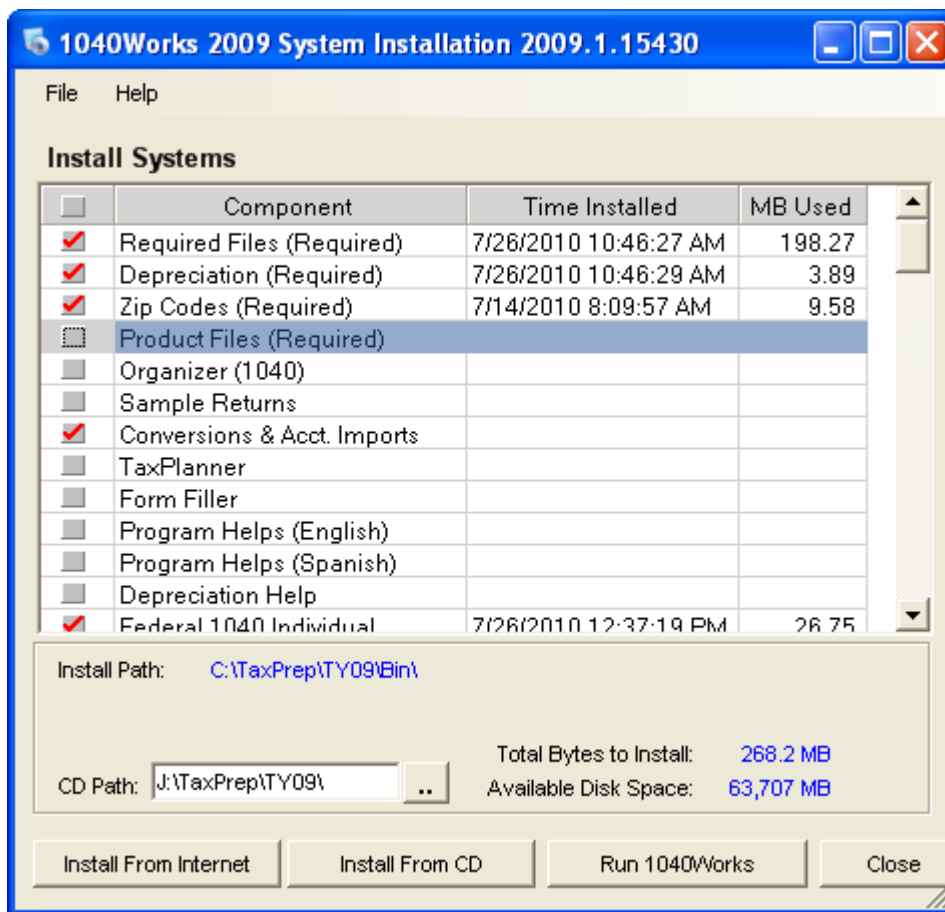 1040Works 2009 System Installation 2009.1.15430
File Help
Install Systems
Component Time Installed MB Used
Required Files (Required) 7/26/2010 10:46:27 AM 198.27
Depreciation (Required) 7/26/2010 10:46:29 AM 3.89
Zip Codes (Required) 7/14/2010 8:09:57 AM 9.58
Product Files (Required)
Organizer (1040)
Sample Returns
Conversions & Acct. Imports
TaxPlanner
Form Filler
Program Helps (English)
Program Helps (Spanish)
Depreciation Help
Federal 1040 Individual 7/26/2010 12:37:19 PM 26.75
Install Path: C:\TaxPrep\TY09\Bin\
Total Bytes to Install: 268.2 MB
CD Path: J:\TaxPrep\TY09\ .. Available Disk Space: 63,707 MB
Install From Internet Install From CD Run 1040Works Close